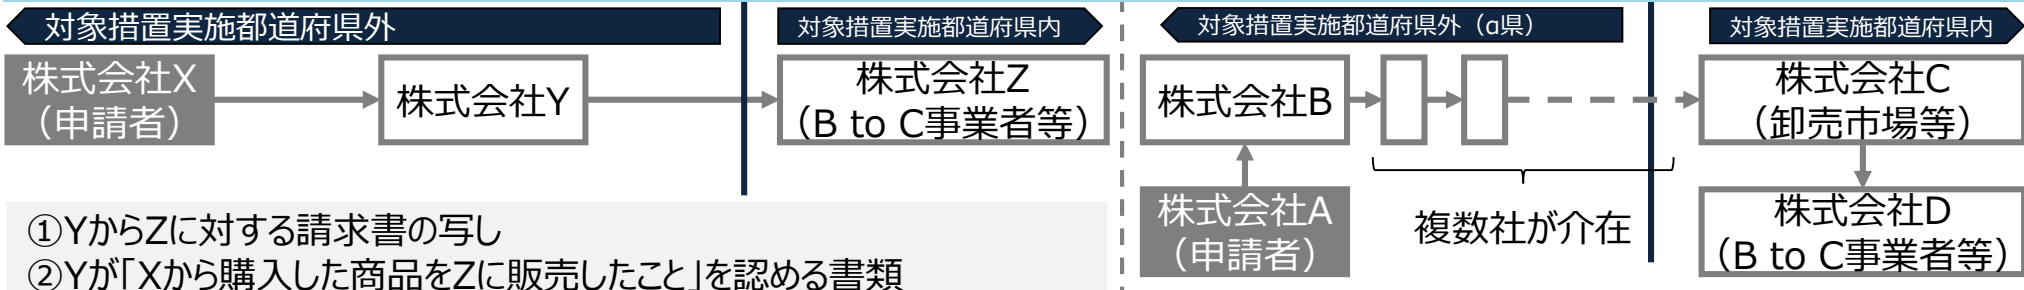 対象措置実施都道府県外
対象措置実施都道府県内
株式会社X
（申請者）
株式会社Y
株式会社Z
（B to C事業者等）
①YからZに対する請求書の写し
②Yが「Xから購入した商品をZに販売したこと」を認める書類
対象措置実施都道府県外（α県）
対象措置実施都道府県内
株式会社B
株式会社C
（卸売市場等）
株式会社A
（申請者）
複数社が介在
株式会社D
（B to C事業者等）